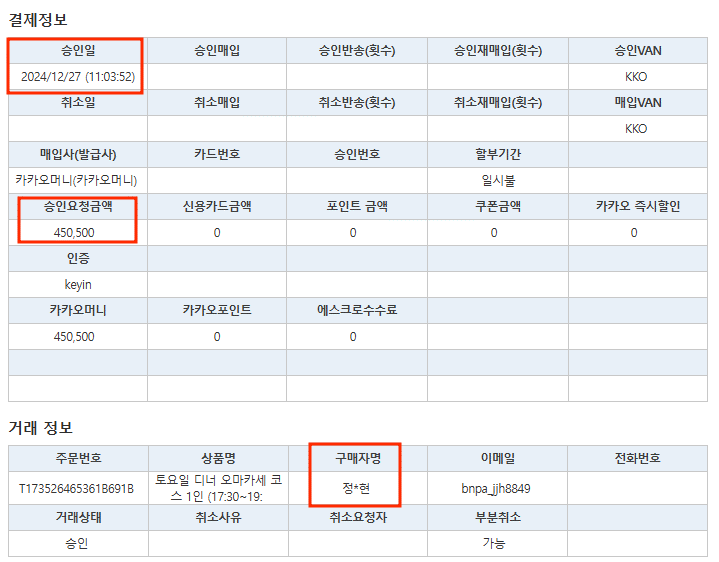 결제정보
승인일 승인매입 승인반송(횟수) 승인재매입(횟수) 승인VAN
2024/12/27 (11:03:52) KKO
취소일 취소매입 취소반송(횟수) 취소재매입(횟수) 매입VAN
KKO
매입사(발급사) 카드번호 승인번호 할부기간
카카오머니(카카오머니) 일시불
승인요청금액 신용카드금액 포인트 금액 쿠폰금액 카카오 즉시할인
450,500 0 0 0 0
인증
keyin
카카오머니 카카오포인트 에스크로수수료
450,500 0 0
거래 정보
주문번호 상품명 구매자명 이메일 전화번호
T173526465361B691B 토요일 디너 오마카세 코 정*현 bnpa_jjh8849
스 1인 (17:30~19:
거래상태 취소사유 취소요청자 부분취소
승인 가능